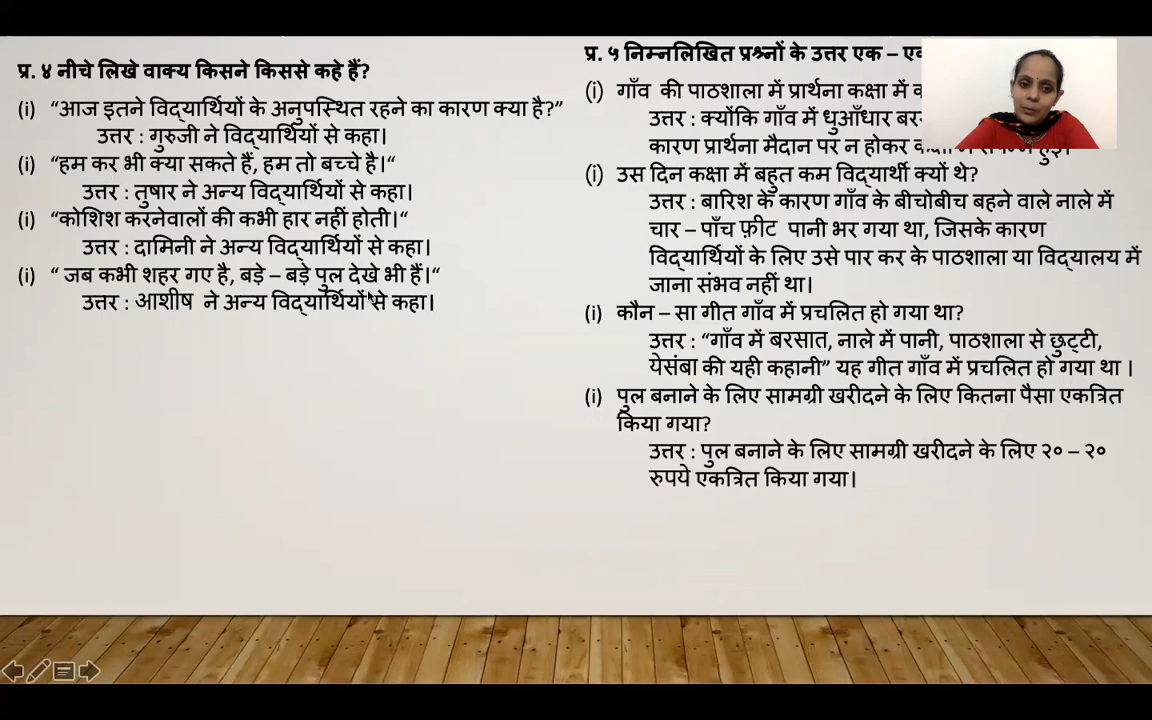 प्र. ४ नीचे लिखे वाक्य किसने किससे कहे हैं?
(i) “आज इतने विद्‌यार्थियों के अनुपस्थित रहने का कारण क्या है?”
उत्तर : गुरुजी ने विद्‌यार्थियों से कहा।
(i) “हम कर भी क्या सकते हैं, हम तो बच्चे है।“
उत्तर : तुषार ने अन्य विद्‌यार्थियों से कहा।
(i) “कोशिश करनेवालों की कभी हार नहीं होती।“
उत्तर : दामिनी ने अन्य विद्‌यार्थियों से कहा।
(i) “ जब कभी शहर गए है, बड़े – बड़े पुल देखे भी हैं।“
उत्तर : आशीष ने अन्य विद्‌यार्थियों से कहा।
प्र. ५ निम्नलिखित प्रश्नों के उत्तर एक –
(i) गाँव की पाठशाला में प्रार्थना कक्षा में
उत्तर : क्योंकि गाँव में धुआँधार
कारण प्रार्थना मैदान पर न होकर
(i) उस दिन कक्षा में बहुत कम विद्‌यार्थी क्यों थे?
उत्तर : बारिश के कारण गाँव के बीचोबीच बहने वाले नाले में
चार – पाँच फ़ीट पानी भर गया था, जिसके कारण
विद्‌यार्थियों के लिए उसे पार कर के पाठशाला या विद्‌यालय में
जाना संभव नहीं था।
(i) कौन – सा गीत गाँव में प्रचलित हो गया था?
उत्तर : “गाँव में बरसात, नाले में पानी, पाठशाला से छुट्‌टी,
येसंबा की यही कहानी” यह गीत गाँव में प्रचलित हो गया था ।
(i) पुल बनाने के लिए सामग्री खरीदने के लिए कितना पैसा एकत्रित
किया गया?
उत्तर : पुल बनाने के लिए सामग्री खरीदने के लिए २० – २०
रुपये एकत्रित किया गया।